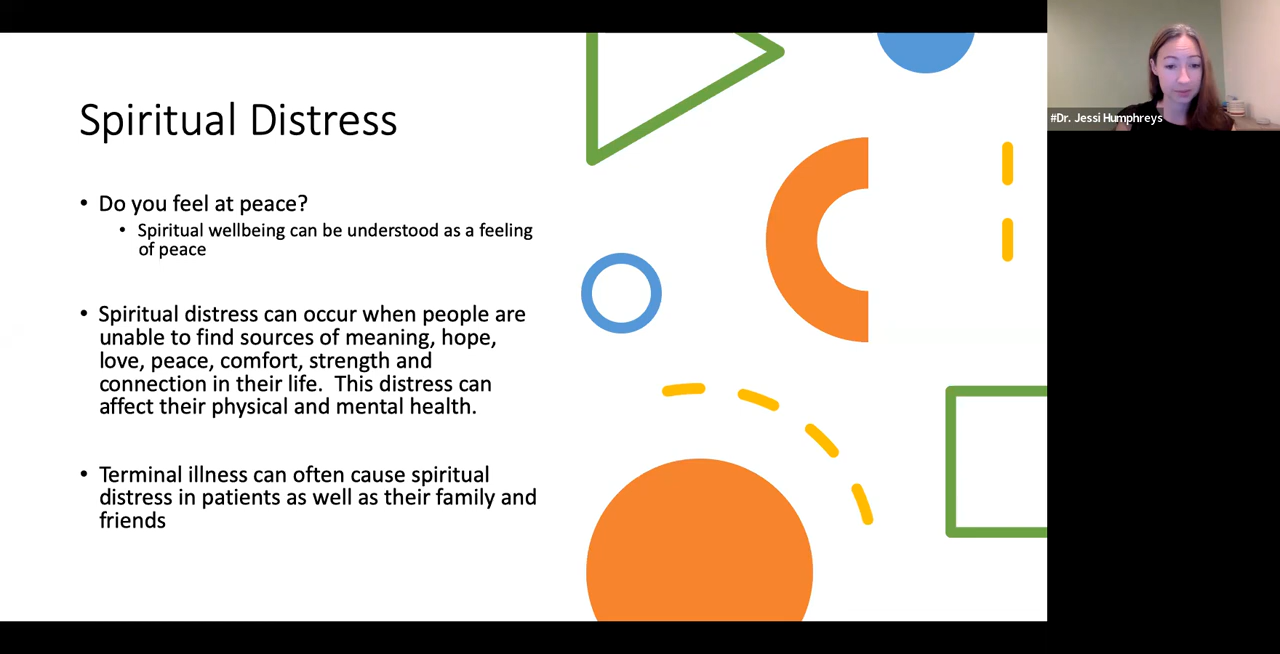 Spiritual Distress
• Do you feel at peace?
• Spiritual wellbeing can be understood as a feeling
of peace
• Spiritual distress can occur when people are
unable to find sources of meaning, hope,
love, peace, comfort, strength and
connection in their life.  This distress can
affect their physical and mental health.
• Terminal illness can often cause spiritual
distress in patients as well as their family and
friends
#Dr. Jessi Humphreys